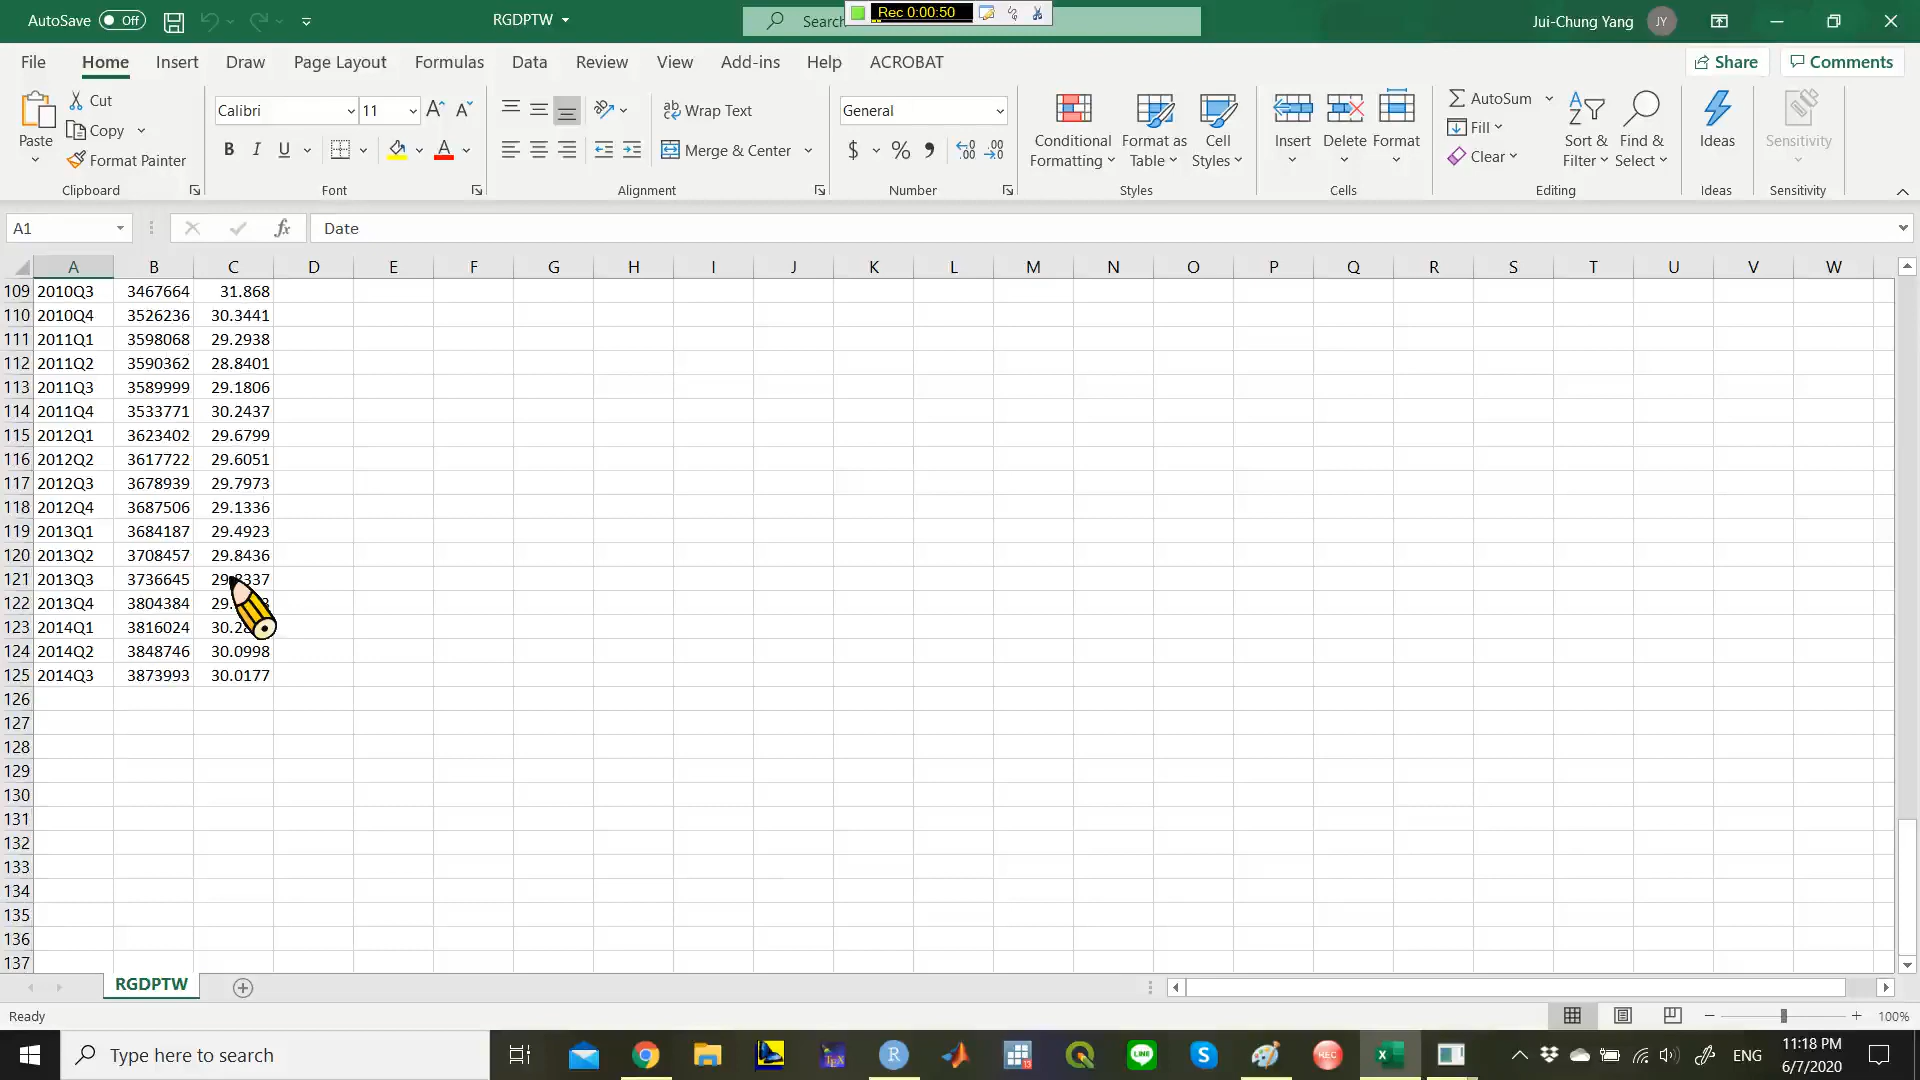 AutoSave Off RGDPTW Search Rec 0:00:50 Jui-Chung Yang JY
File Home Insert Draw Page Layout Formulas Data Review View Add-ins Help ACROBAT Share Comments
Paste Cut Copy Format Painter Clipboard
Calibri 11 B I U A Font
Wrap Text Merge & Center Alignment
General $ % Number
Conditional Formatting Format as Table Cell Styles Styles
Insert Delete Format Cells
AutoSum Fill Clear Sort & Filter Find & Select Editing
Ideas Ideas
Sensitivity Sensitivity
A1 fx Date
A B C D E F G H I J K L M N O P Q R S T U V W
109 2010Q3 3467664 31.868
110 2010Q4 3526236 30.3441
111 2011Q1 3598068 29.2938
112 2011Q2 3590362 28.8401
113 2011Q3 3589999 29.1806
114 2011Q4 3533771 30.2437
115 2012Q1 3623402 29.6799
116 2012Q2 3617722 29.6051
117 2012Q3 3678939 29.7973
118 2012Q4 3687506 29.1336
119 2013Q1 3684187 29.4923
120 2013Q2 3708457 29.8436
121 2013Q3 3736645
122 2013Q4 3804384
123 2014Q1 3816024
124 2014Q2 3848746 30.0998
125 2014Q3 3873993 30.0177
126
127
128
129
130
131
132
133
134
135
136
137
RGDPTW
Ready 100%
Type here to search ENG 11:18 PM
6/7/2020